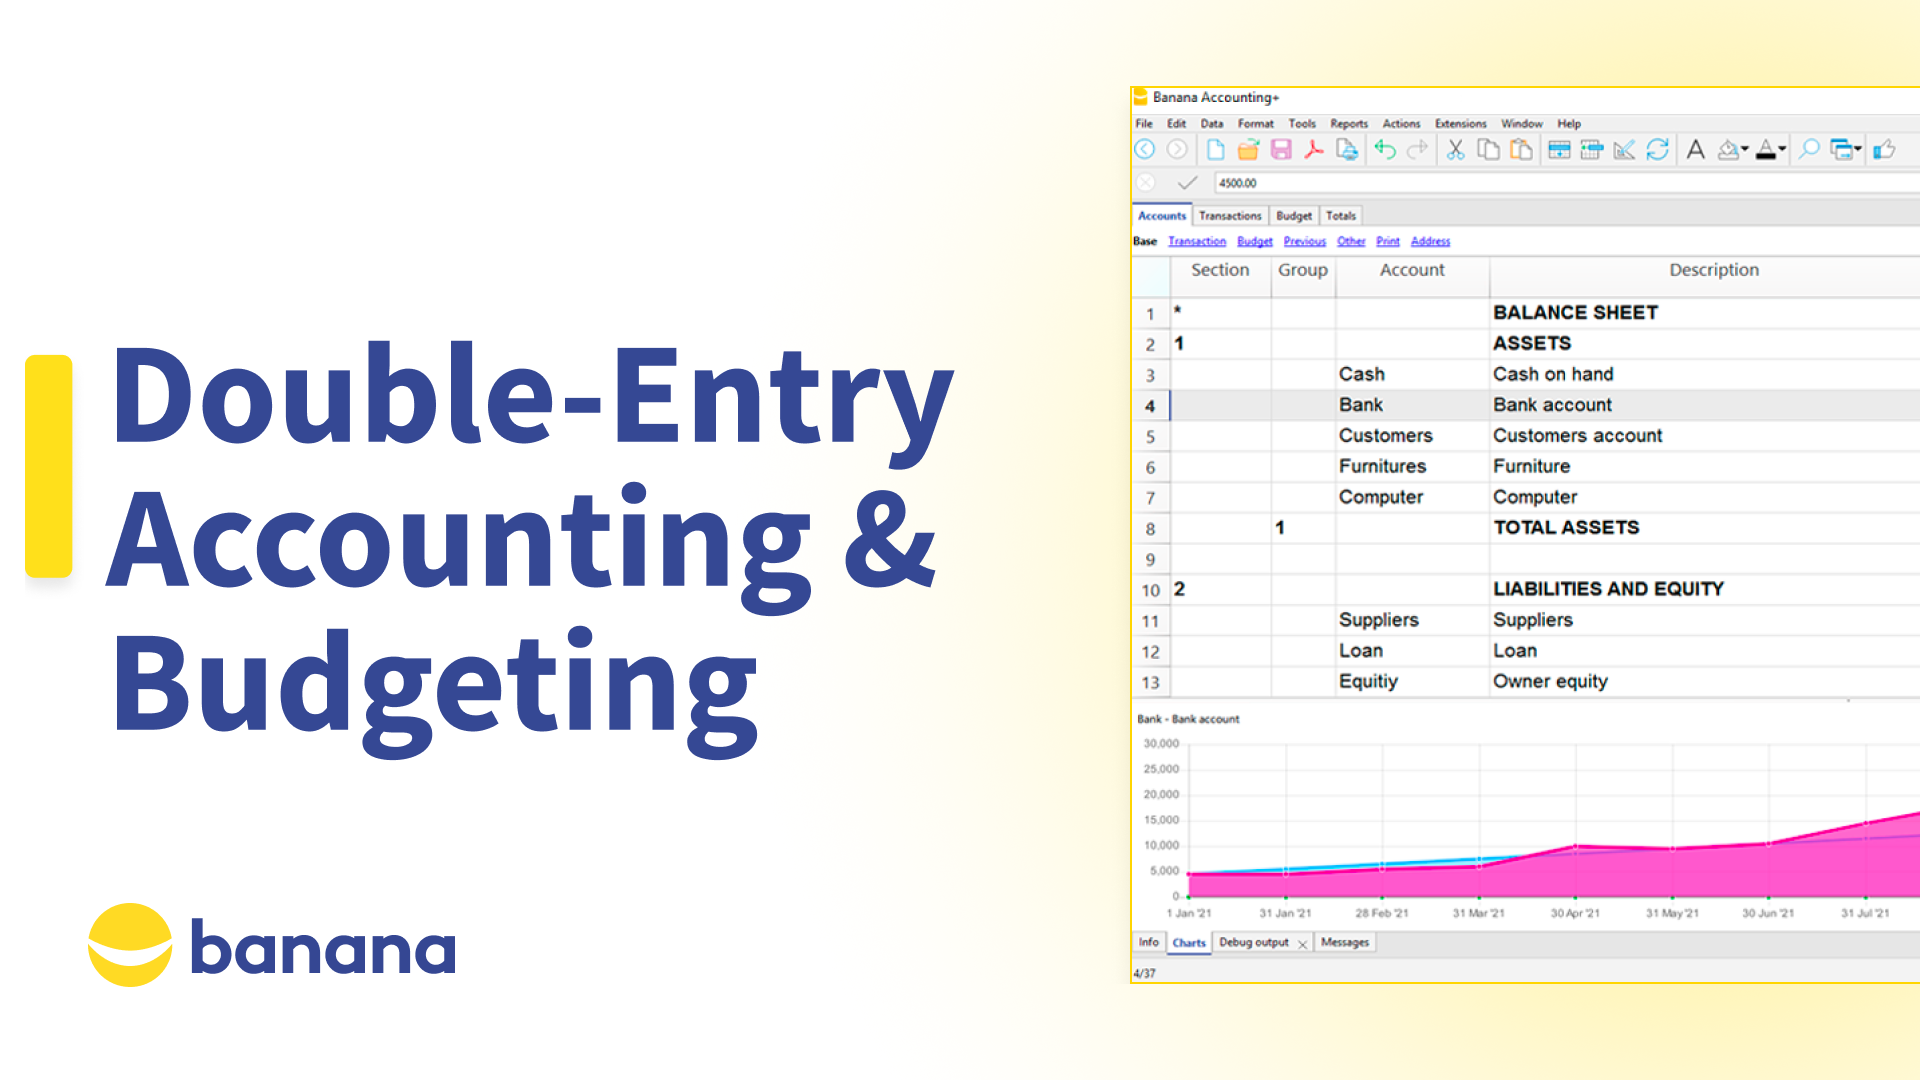 Double-Entry
Accounting &
Budgeting
banana
Banana Accounting+
File Edit Data Format Tools Reports Actions Extensions Window Help
4500.00
Accounts Transactions Budget Totals
Base Transaction Budget Previous Other Print Address
Section Group Account Description
1 * BALANCE SHEET
2 1 ASSETS
3 Cash Cash on hand
4 Bank Bank account
5 Customers Customers account
6 Furnitures Furniture
7 Computer Computer
8 1 TOTAL ASSETS
9
10 2 LIABILITIES AND EQUITY
11 Suppliers Suppliers
12 Loan Loan
13 Equitiy Owner equity
Bank - Bank account
30,000
25,000
20,000
15,000
10,000
5,000
0
1 Jan '21 31 Jan '21 28 Feb '21 31 Mar '21 30 Apr '21 31 May '21 30 Jun '21 31 Jul '21
Info Charts Debug output Messages
4/37